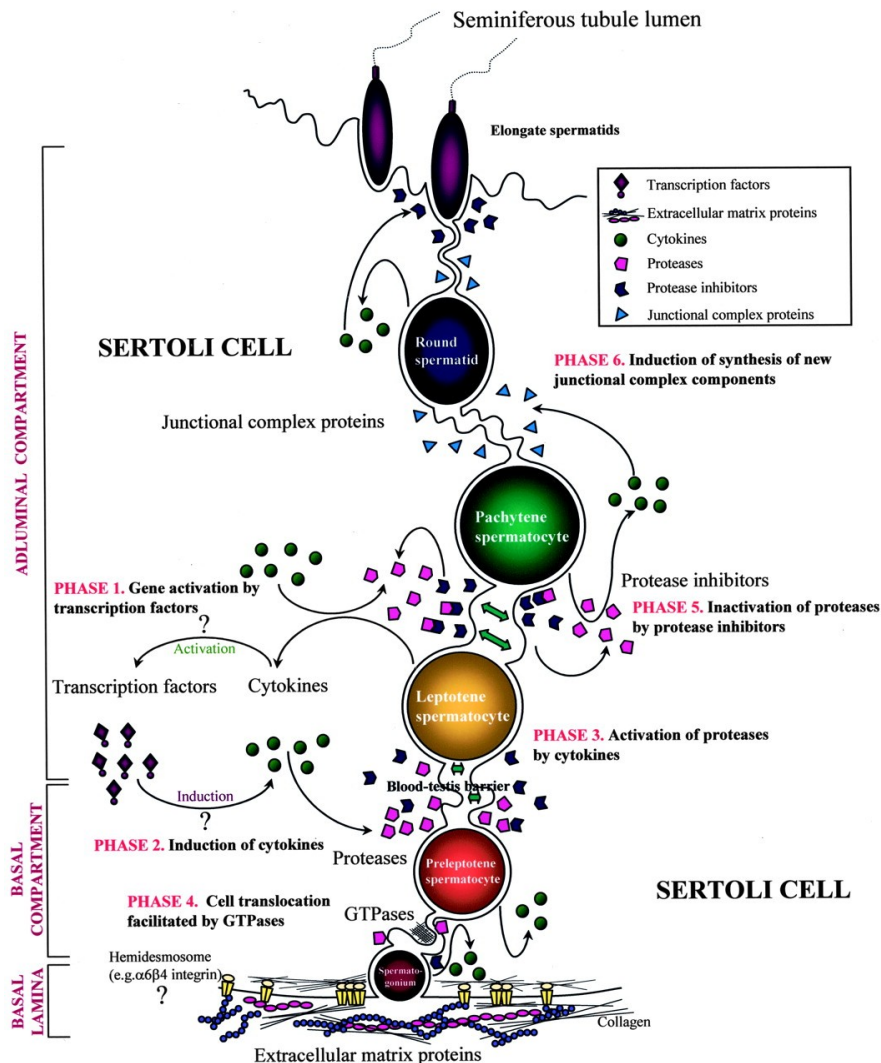 Seminiferous tubule lumen
Elongate spermatids
Transcription factors
Extracellular matrix proteins
Cytokines
Proteases
Protease inhibitors
Junctional complex proteins
SERTOLI CELL
Round
spermatid
PHASE 6. Induction of synthesis of new
junctional complex components
Junctional complex proteins
ADLUMINAL COMPARTMENT
Pachytene
spermatocyte
Protease inhibitors
PHASE 1. Gene activation by
transcription factors
PHASE 5. Inactivation of proteases
by protease inhibitors
?
Activation
Transcription factors
Cytokines
Leptotene
spermatocyte
PHASE 3. Activation of proteases
by cytokines
Blood-testis barrier
Induction
?
PHASE 2. Induction of cytokines
Proteases
Preleptotene
spermatocyte
BASAL
COMPARTMENT
SERTOLI CELL
PHASE 4. Cell translocation
facilitated by GTPases
GTPases
Hemidesmosome
(e.g.α6β4 integrin)
?
Spermato-
gonium
BASAL
LAMINA
Collagen
Extracellular matrix proteins